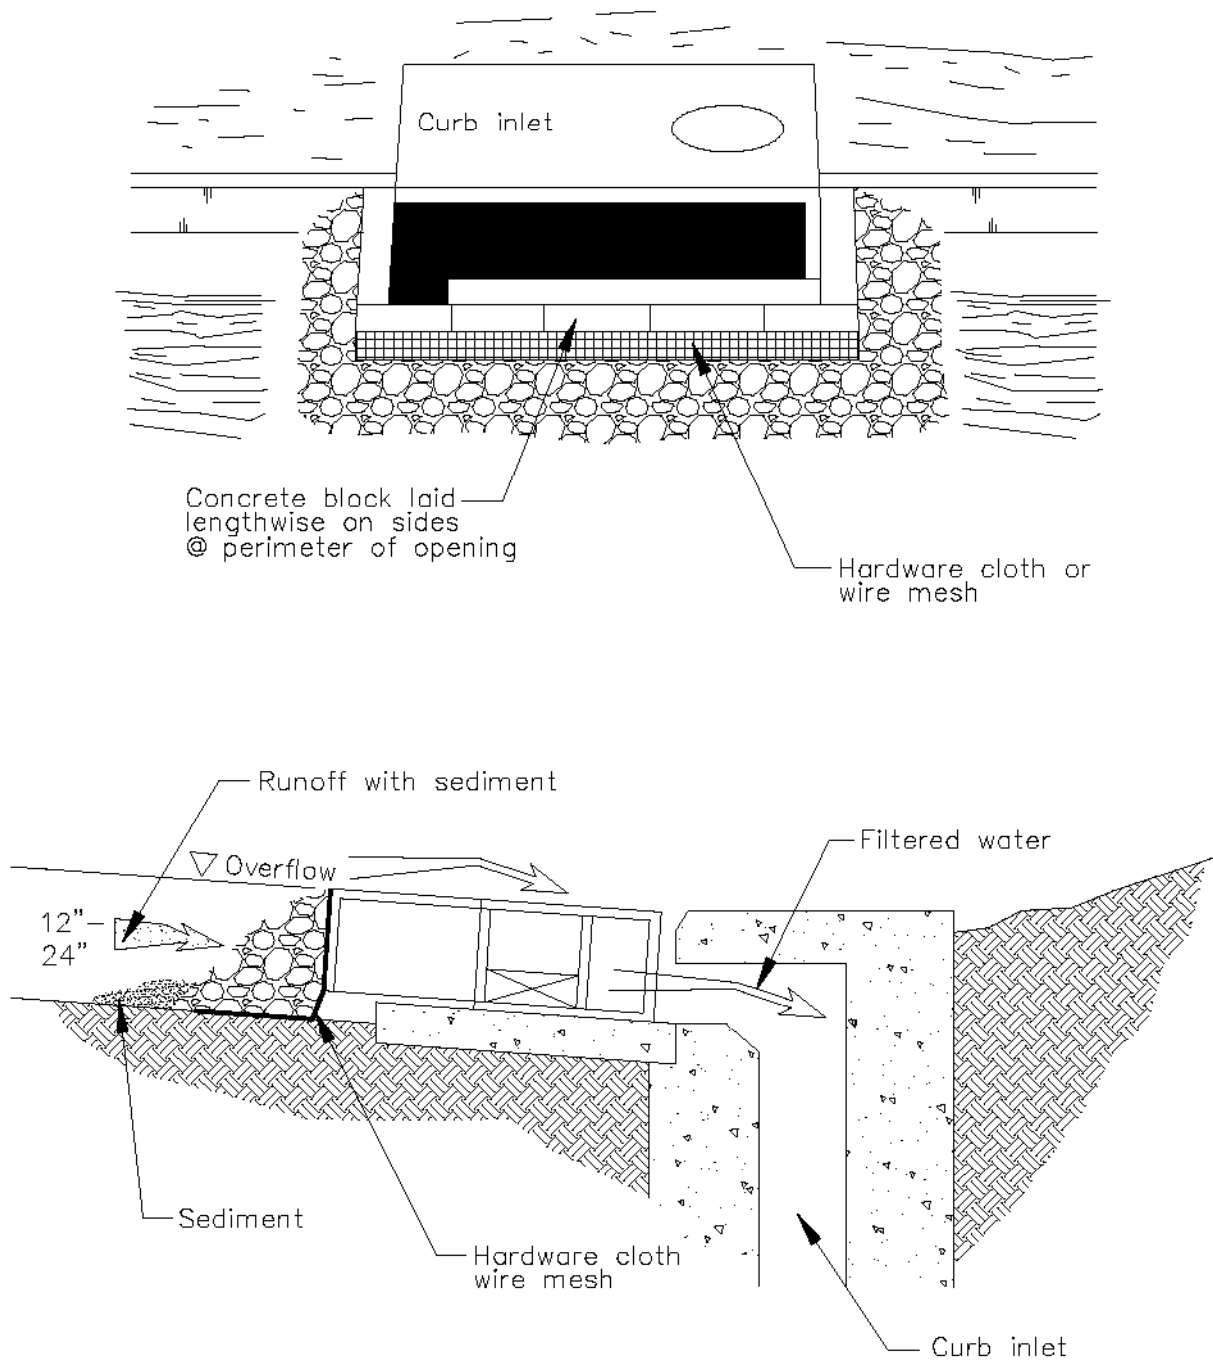 Curb inlet
Concrete block laid
lengthwise on sides
@ perimeter of opening
Hardware cloth or
wire mesh
Runoff with sediment
Filtered water
Overflow
12"–
24"
Sediment
Hardware cloth
wire mesh
Curb inlet